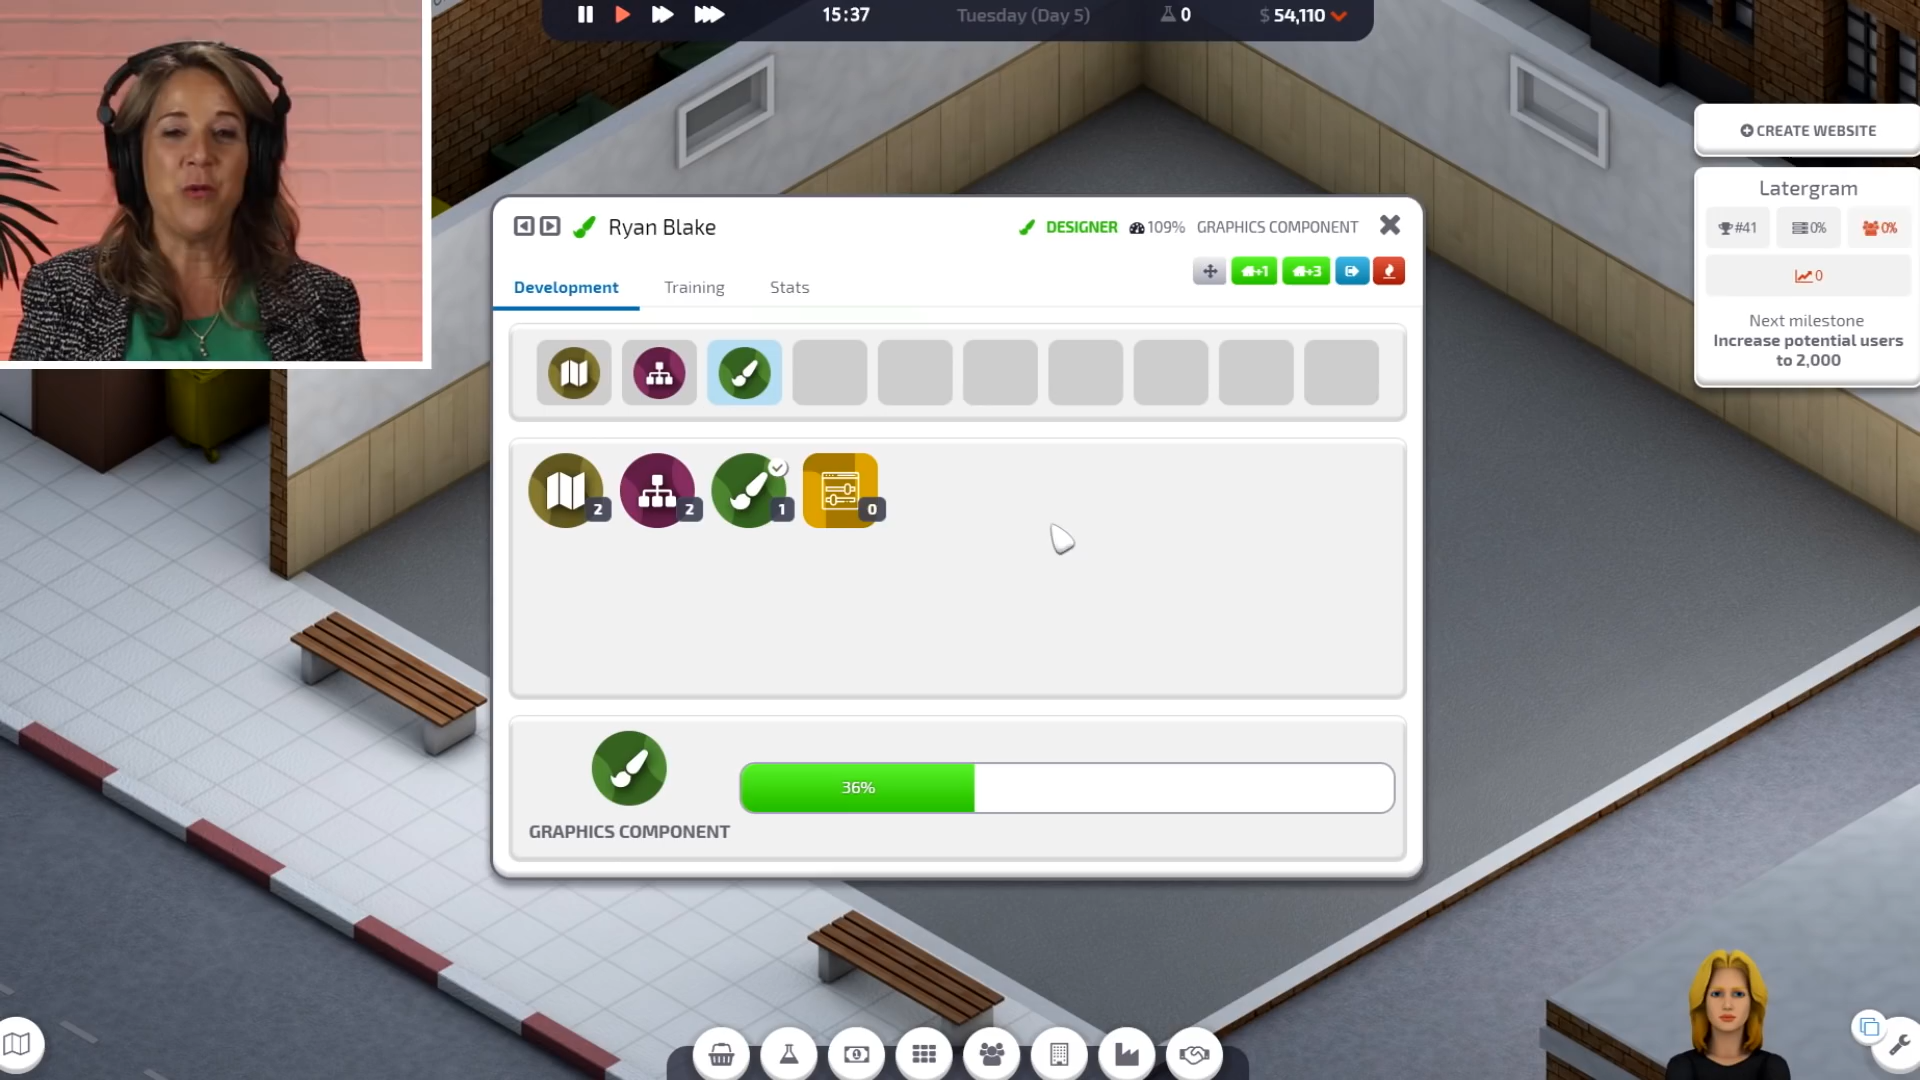 15:37
Tuesday (Day 5)
0
$ 54,110
CREATE WEBSITE
Latergram
#41
0%
0%
0
Next milestone
Increase potential users
to 2,000
Ryan Blake
DESIGNER
109%
GRAPHICS COMPONENT
+1
+3
Development
Training
Stats
2
2
1
0
36%
GRAPHICS COMPONENT